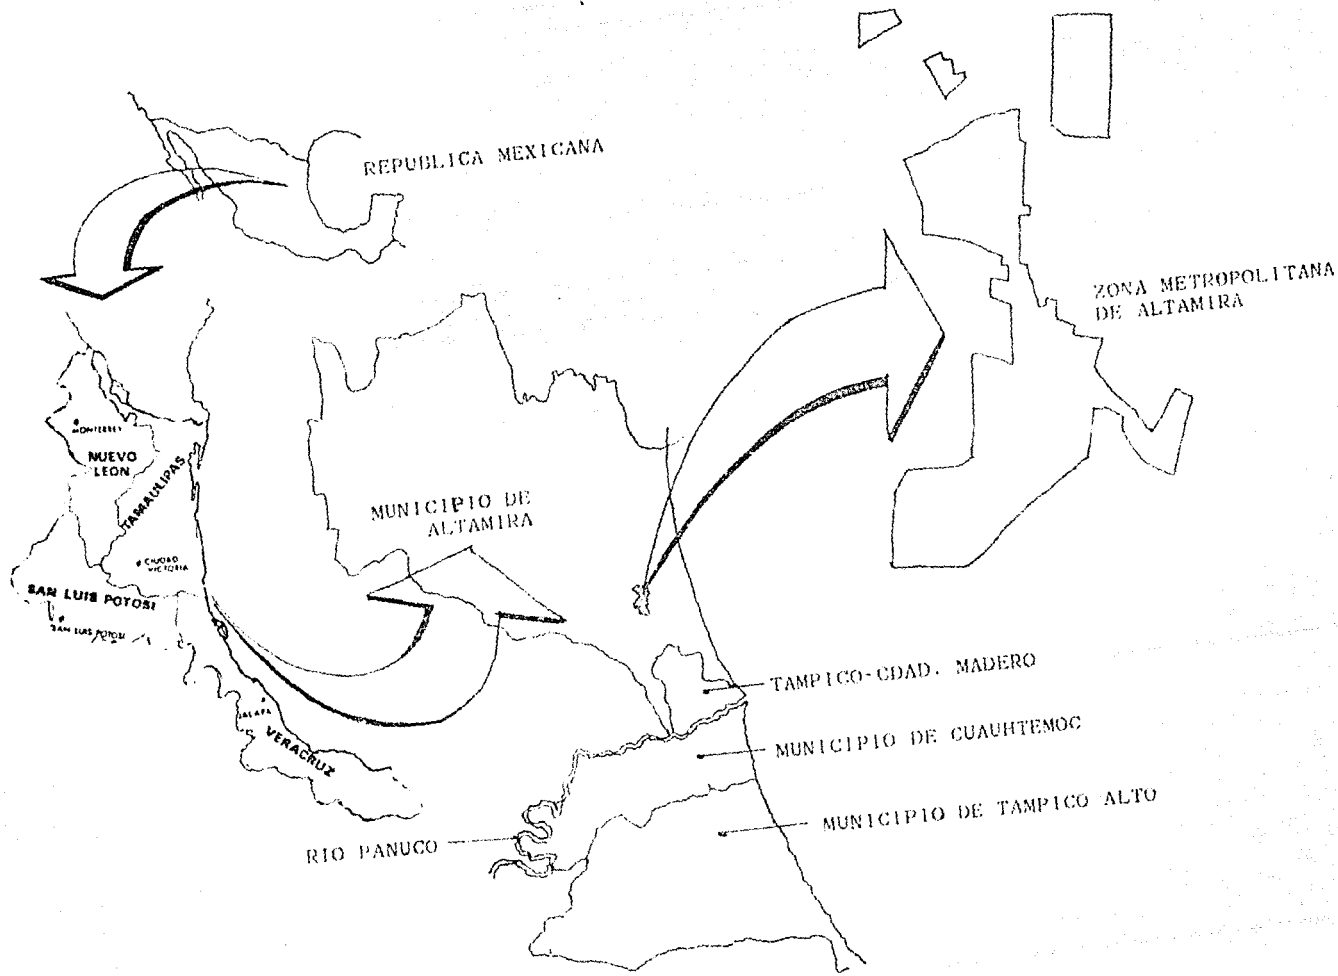 REPUBLICA MEXICANA
ZONA METROPOLITANA
DE ALTAMIRA
MONTERREY
NUEVO
LEON
TAMAULIPAS
MUNICIPIO DE
ALTAMIRA
CIUDAD
VICTORIA
SAN LUIS POTOSI
SAN LUIS POTOSI
TAMPICO-CDAD. MADERO
JALAPA
VERACRUZ
MUNICIPIO DE CUAUHTEMOC
MUNICIPIO DE TAMPICO ALTO
RIO PANUCO